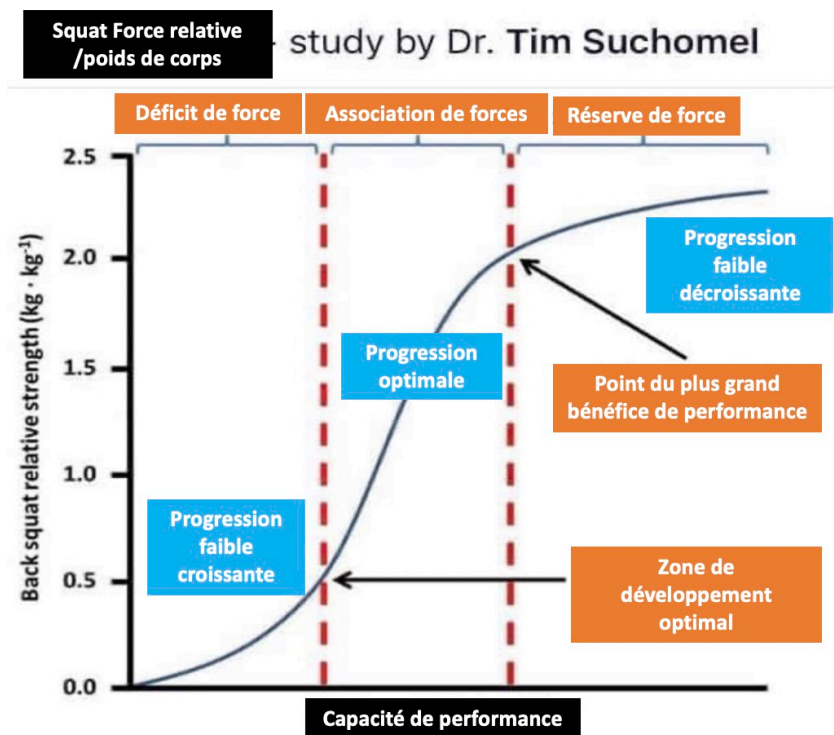 Squat Force relative
/poids de corps
- study by Dr. Tim Suchomel
Déficit de force
Association de forces
Réserve de force
2.5
2.0
1.5
1.0
0.5
0.0
Back squat relative strength (kg · kg⁻¹)
Progression
faible
décroissante
Progression
optimale
Point du plus grand
bénéfice de performance
Progression
faible
croissante
Zone de
développement
optimal
Capacité de performance